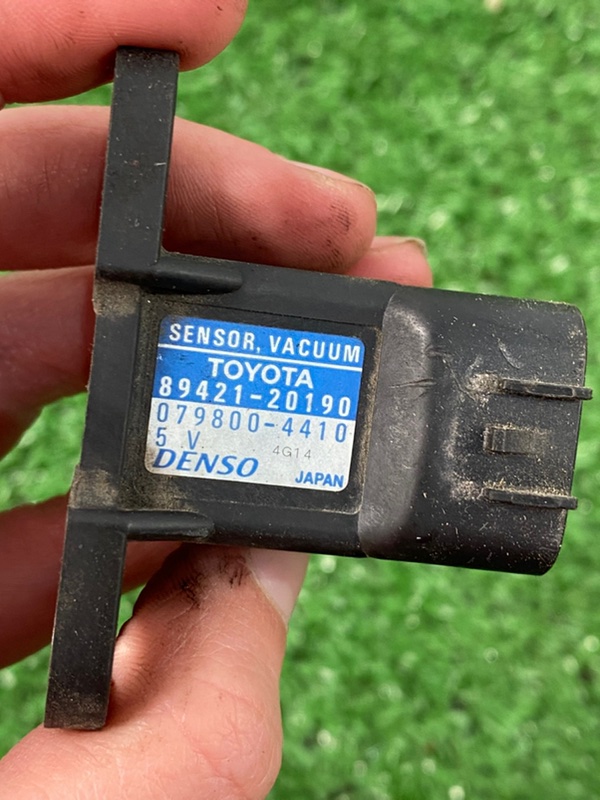 SENSOR, VACUUM
TOYOTA
89421-20190
079800-4410
5 V
4G14
DENSO
JAPAN